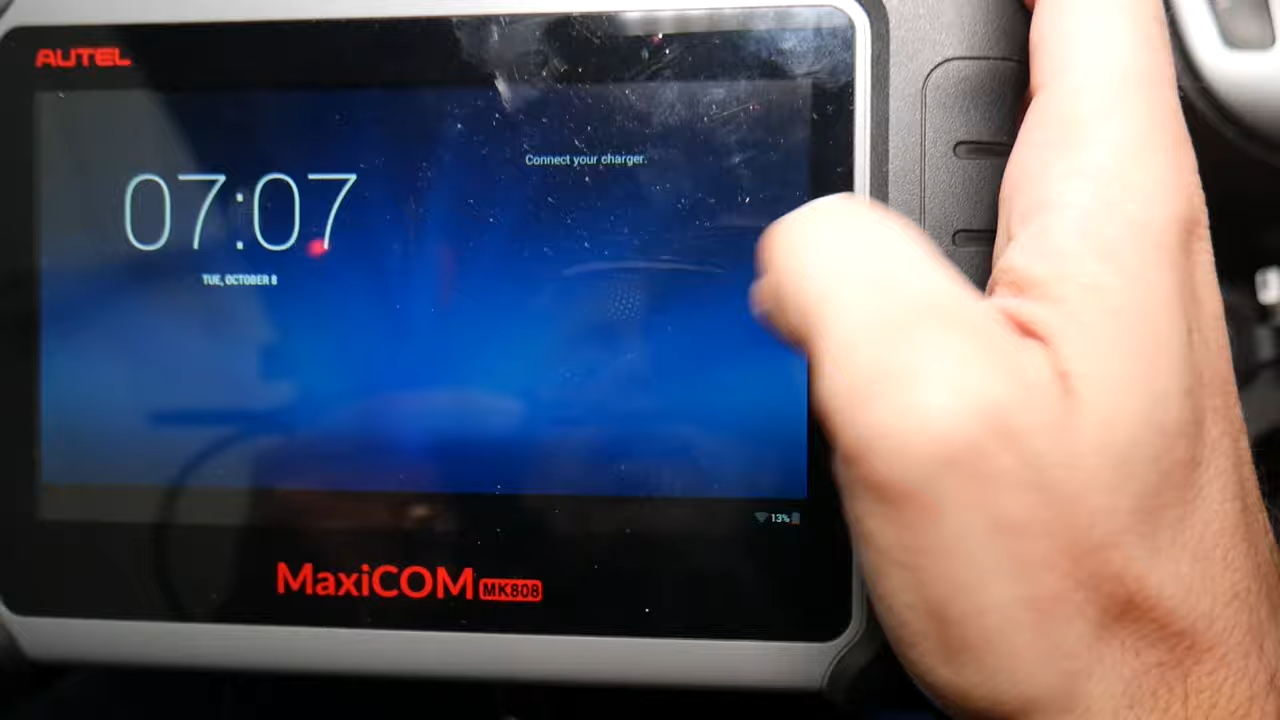 AUTEL
Connect your charger.
07:07
TUE, OCTOBER 8
13%
MaxiCOM MK808